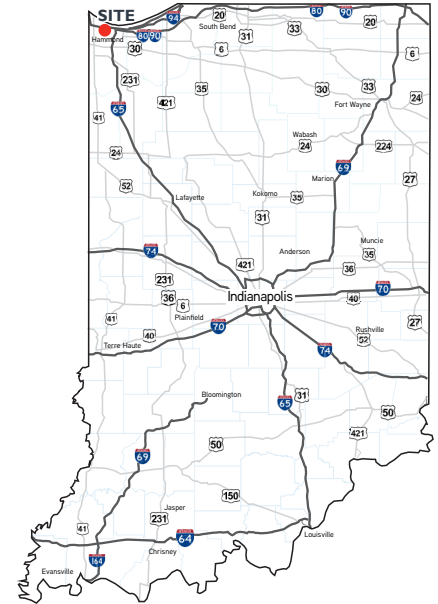 SITE
Hammond
94
20
South Bend
31
33
80
90
20
80 90
30
6
6
231
421
35
30
33
Fort Wayne
24
65
41
Wabash
24
224
24
69
Marion
27
52
Lafayette
Kokomo
35
31
Muncie
35
74
421
Anderson
36
231
36
6
Indianapolis
70
40
41
Plainfield
70
27
40
Rushville
52
Terre Haute
74
Bloomington
65
31
50
421
50
69
150
Jasper
231
41
64
Louisville
Chrisney
164
Evansville